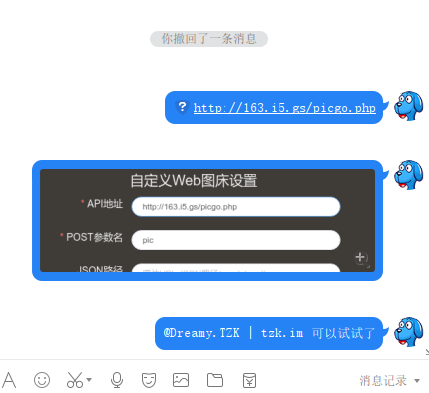 你撤回了一条消息
http://163.i5.gs/picgo.php
自定义Web图床设置
* API地址 http://163.i5.gs/picgo.php
* POST参数名 pic
JSON路径
@Dreamy.TZK | tzk.im 可以试试了
消息记录